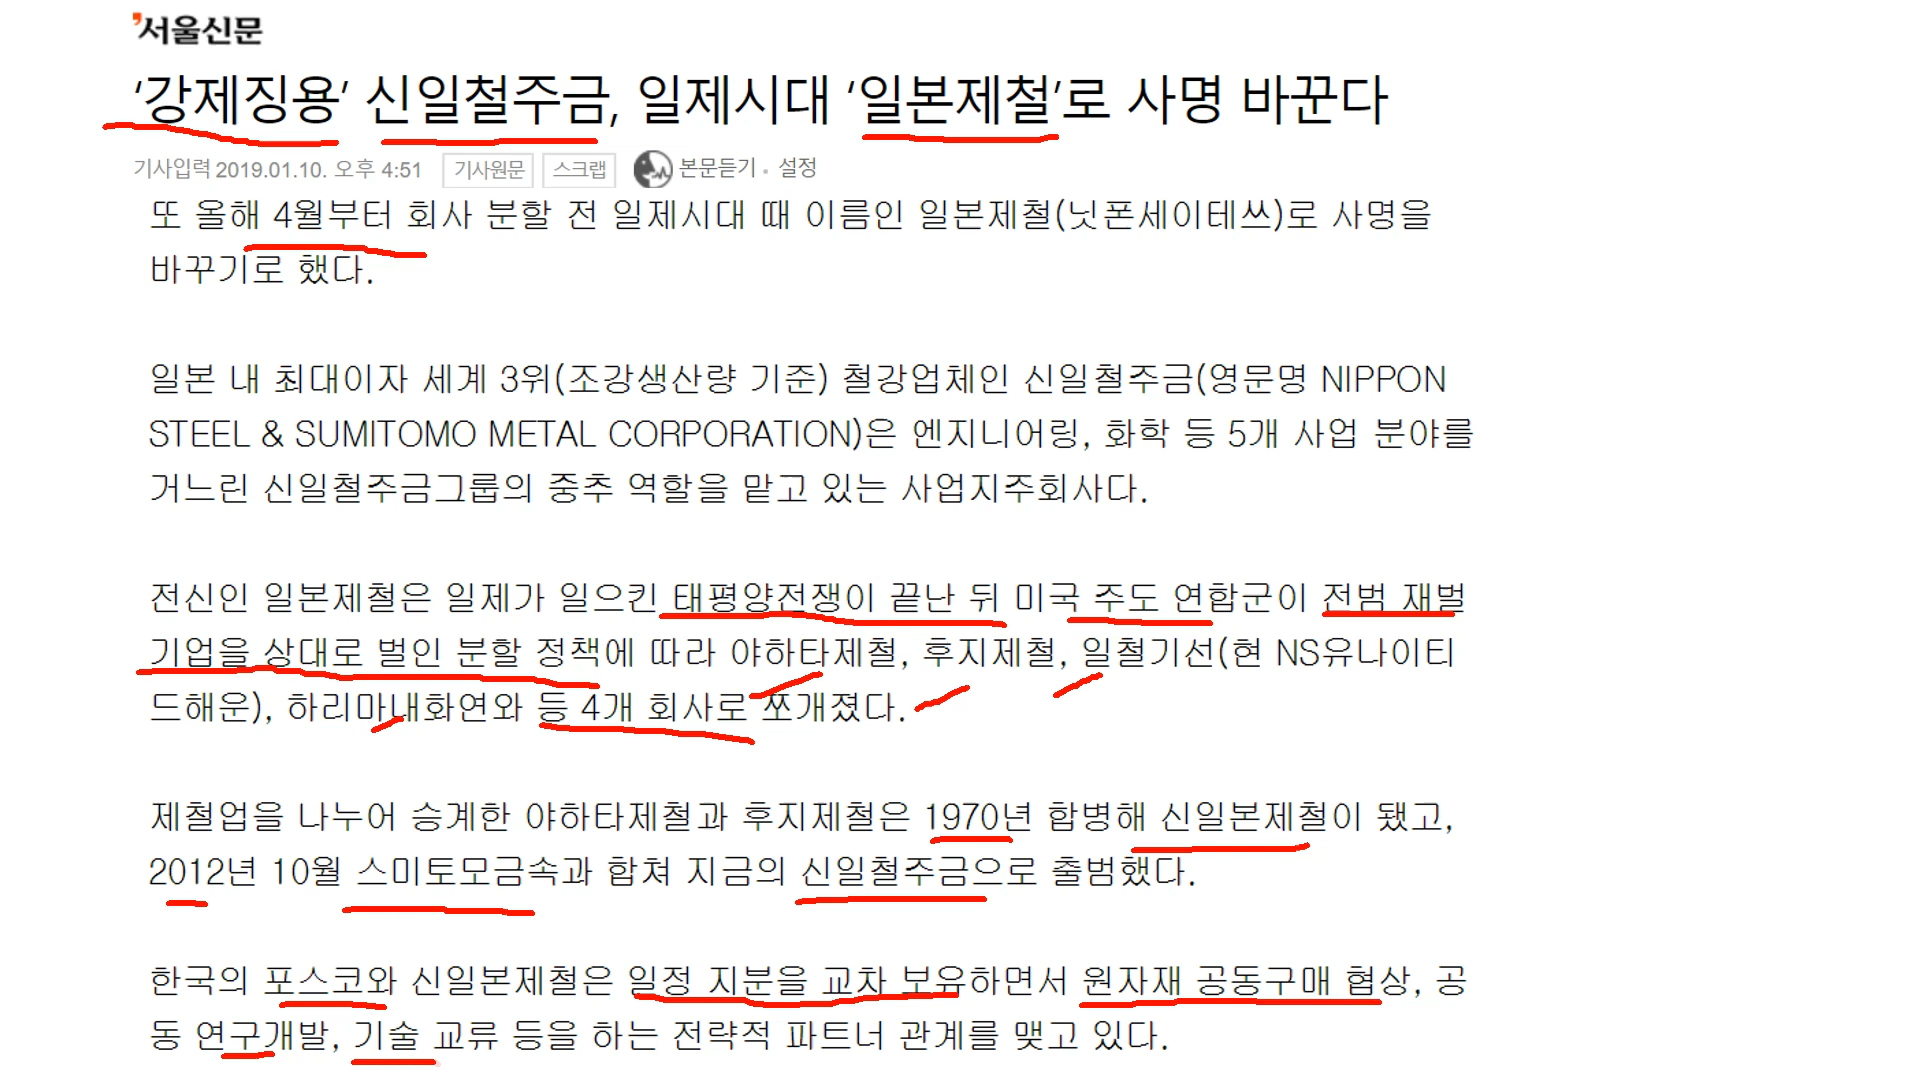 서울신문
‘강제징용’ 신일철주금, 일제시대 ‘일본제철’로 사명 바꾼다
기사입력 2019.01.10. 오후 4:51 기사원문 스크랩 본문듣기 · 설정
또 올해 4월부터 회사 분할 전 일제시대 때 이름인 일본제철(닛폰세이테쓰)로 사명을
바꾸기로 했다.
일본 내 최대이자 세계 3위(조강생산량 기준) 철강업체인 신일철주금(영문명 NIPPON
STEEL & SUMITOMO METAL CORPORATION)은 엔지니어링, 화학 등 5개 사업 분야를
거느린 신일철주금그룹의 중추 역할을 맡고 있는 사업지주회사다.
전신인 일본제철은 일제가 일으킨 태평양전쟁이 끝난 뒤 미국 주도 연합군이 전범 재벌
기업을 상대로 벌인 분할 정책에 따라 야하타제철, 후지제철, 일철기선(현 NS유나이티
드해운), 하리마내화연와 등 4개 회사로 쪼개졌다.
제철업을 나누어 승계한 야하타제철과 후지제철은 1970년 합병해 신일본제철이 됐고,
2012년 10월 스미토모금속과 합쳐 지금의 신일철주금으로 출범했다.
한국의 포스코와 신일본제철은 일정 지분을 교차 보유하면서 원자재 공동구매 협상, 공
동 연구개발, 기술 교류 등을 하는 전략적 파트너 관계를 맺고 있다.